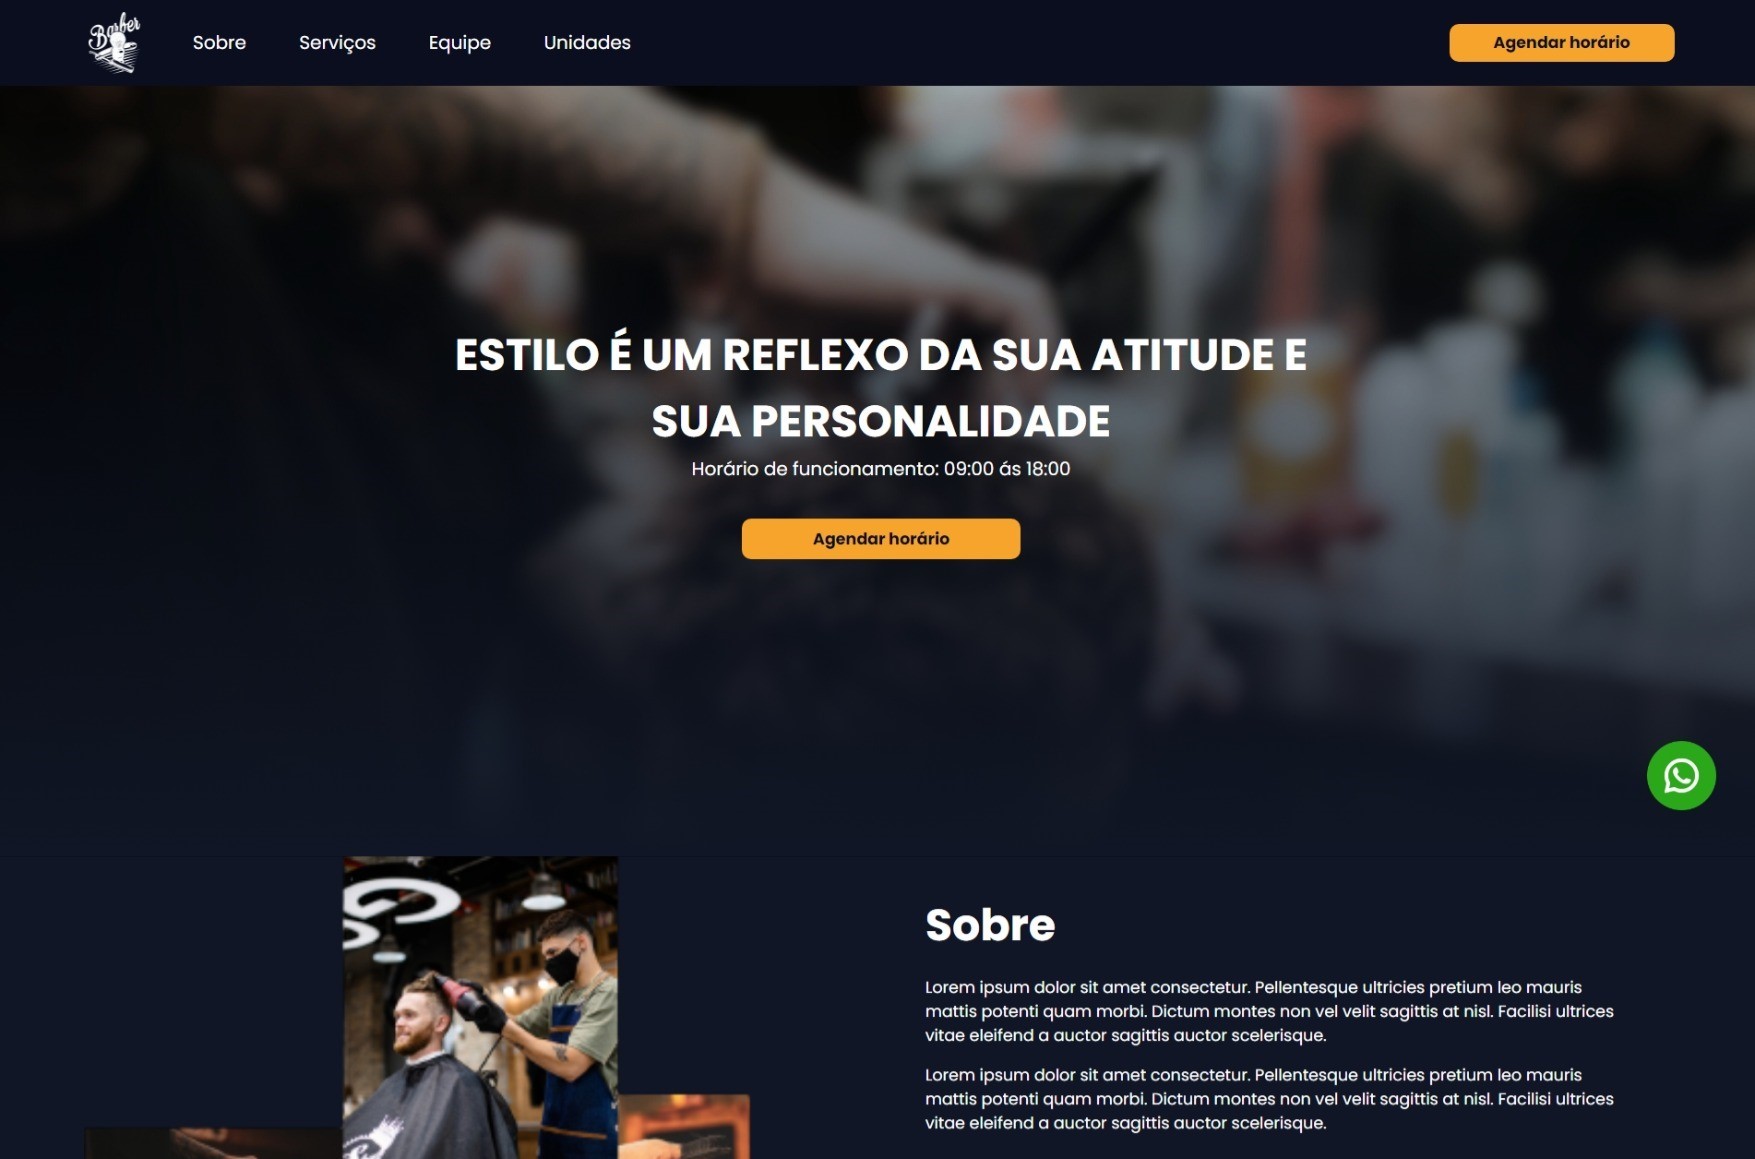 Barber
Sobre
Serviços
Equipe
Unidades
Agendar horário
ESTILO É UM REFLEXO DA SUA ATITUDE E
SUA PERSONALIDADE
Horário de funcionamento: 09:00 ás 18:00
Agendar horário
Sobre
Lorem ipsum dolor sit amet consectetur. Pellentesque ultricies pretium leo mauris
mattis potenti quam morbi. Dictum montes non vel velit sagittis at nisl. Facilisi ultrices
vitae eleifend a auctor sagittis auctor scelerisque.
Lorem ipsum dolor sit amet consectetur. Pellentesque ultricies pretium leo mauris
mattis potenti quam morbi. Dictum montes non vel velit sagittis at nisl. Facilisi ultrices
vitae eleifend a auctor sagittis auctor scelerisque.